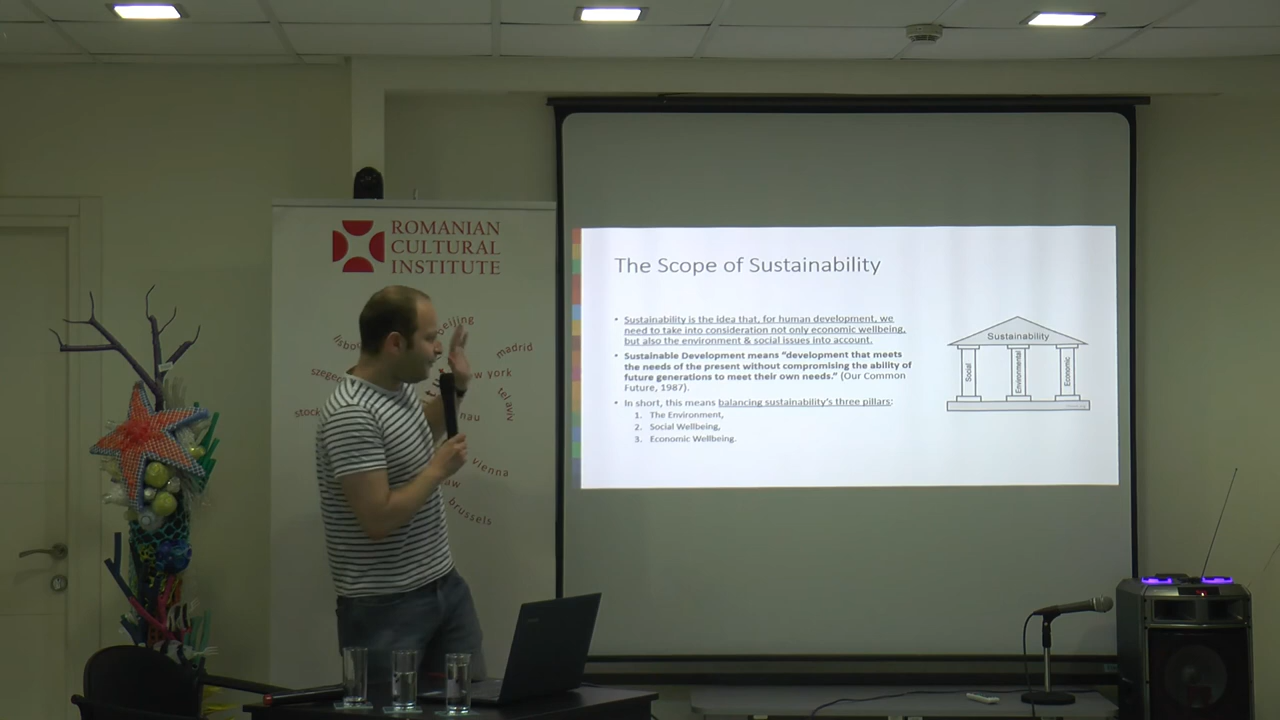 ROMANIAN
CULTURAL
INSTITUTE
beijing
lisbo
madrid
szege
w york
tel aviv
stock
nau
vienna
aw
brussels
The Scope of Sustainability
• Sustainability is the idea that, for human development, we
need to take into consideration not only economic wellbeing,
but also the environment & social issues into account.
• Sustainable Development means “development that meets
the needs of the present without compromising the ability of
future generations to meet their own needs.” (Our Common
Future, 1987).
• In short, this means balancing sustainability's three pillars:
1. The Environment,
2. Social Wellbeing,
3. Economic Wellbeing.
Sustainability
Social
Environmental
Economic